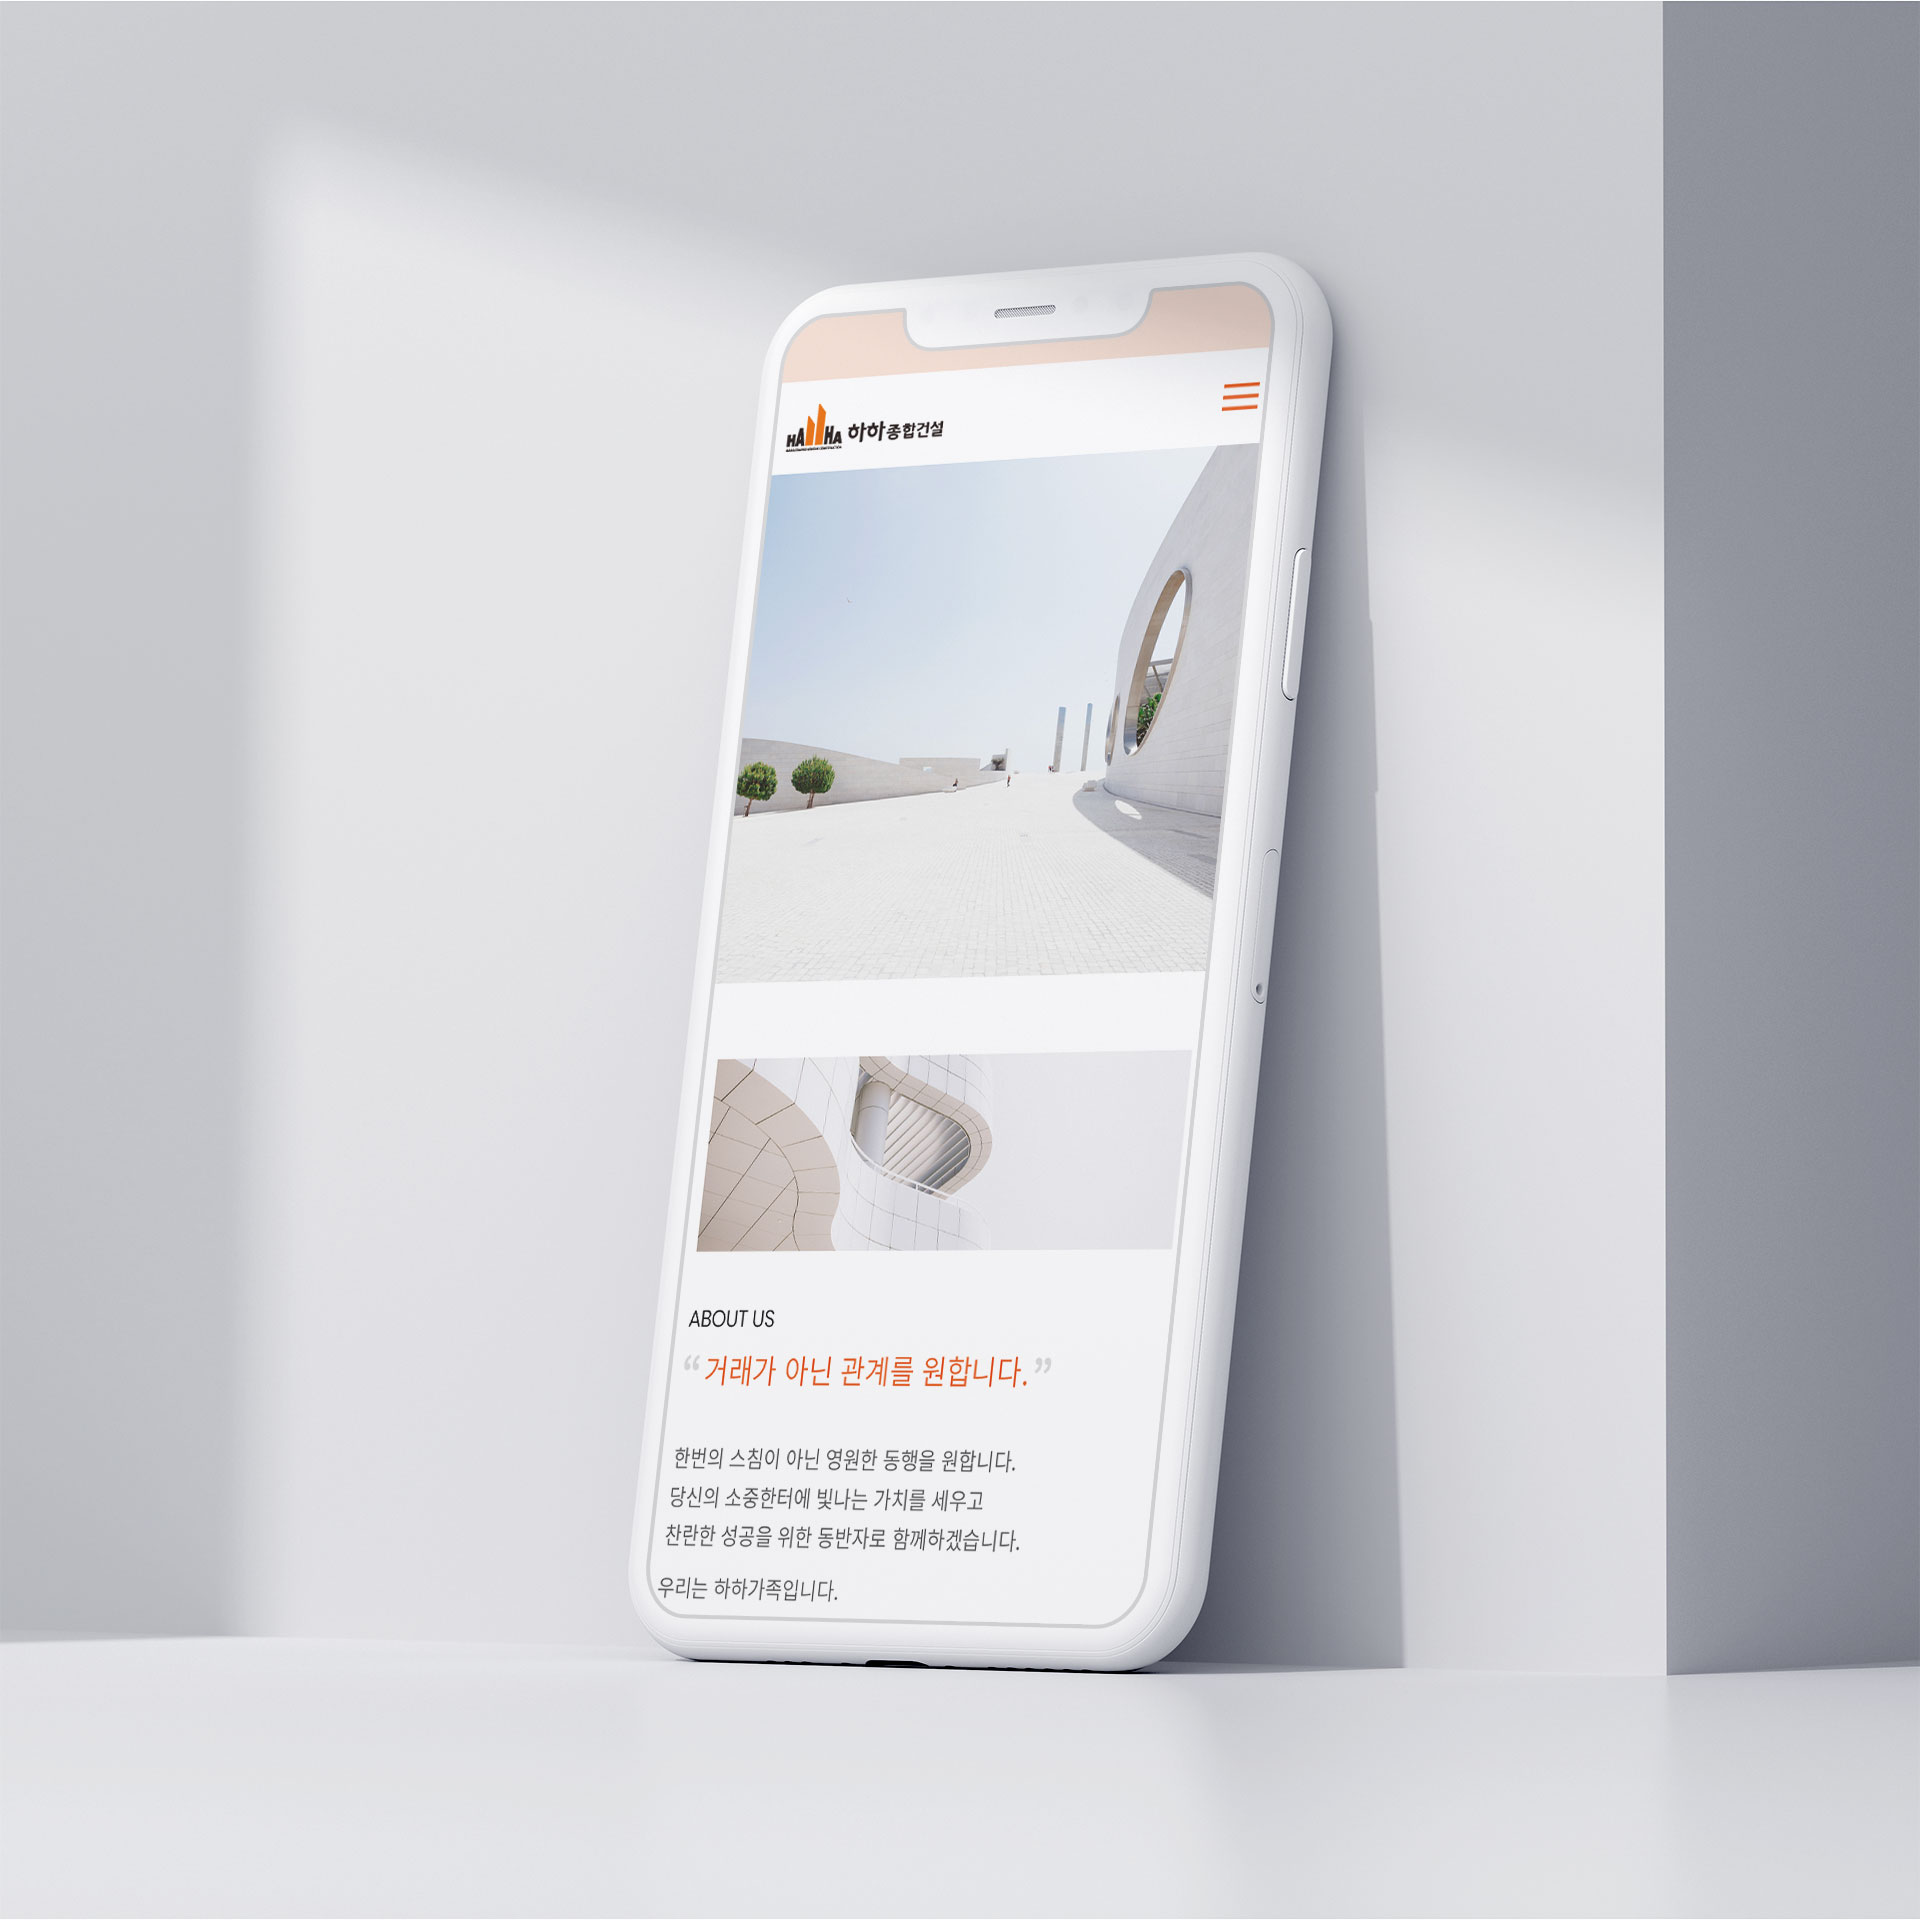 HAHA 하하종합건설
ABOUT US
“거래가 아닌 관계를 원합니다.”
한번의 스침이 아닌 영원한 동행을 원합니다.
당신의 소중한터에 빛나는 가치를 세우고
찬란한 성공을 위한 동반자로 함께하겠습니다.
우리는 하하가족입니다.